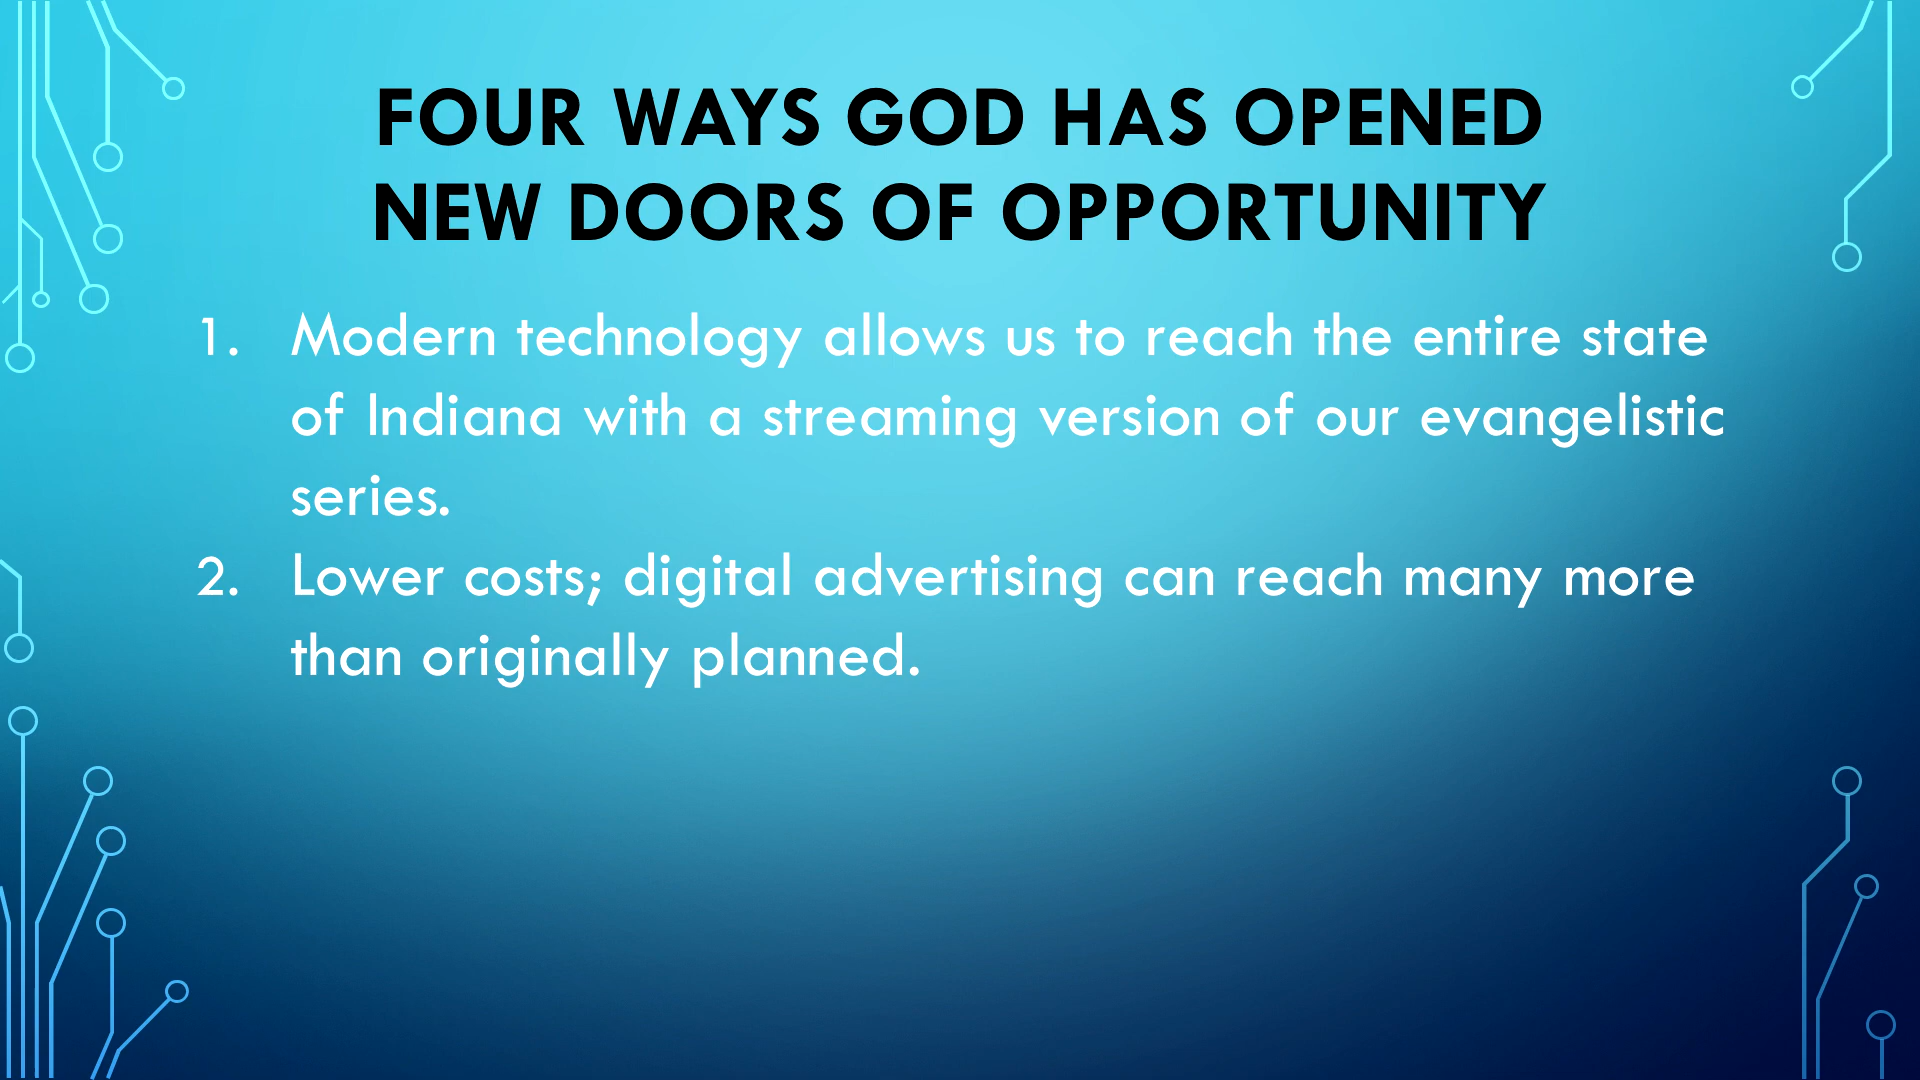 FOUR WAYS GOD HAS OPENED
NEW DOORS OF OPPORTUNITY
1. Modern technology allows us to reach the entire state
of Indiana with a streaming version of our evangelistic
series.
2. Lower costs; digital advertising can reach many more
than originally planned.